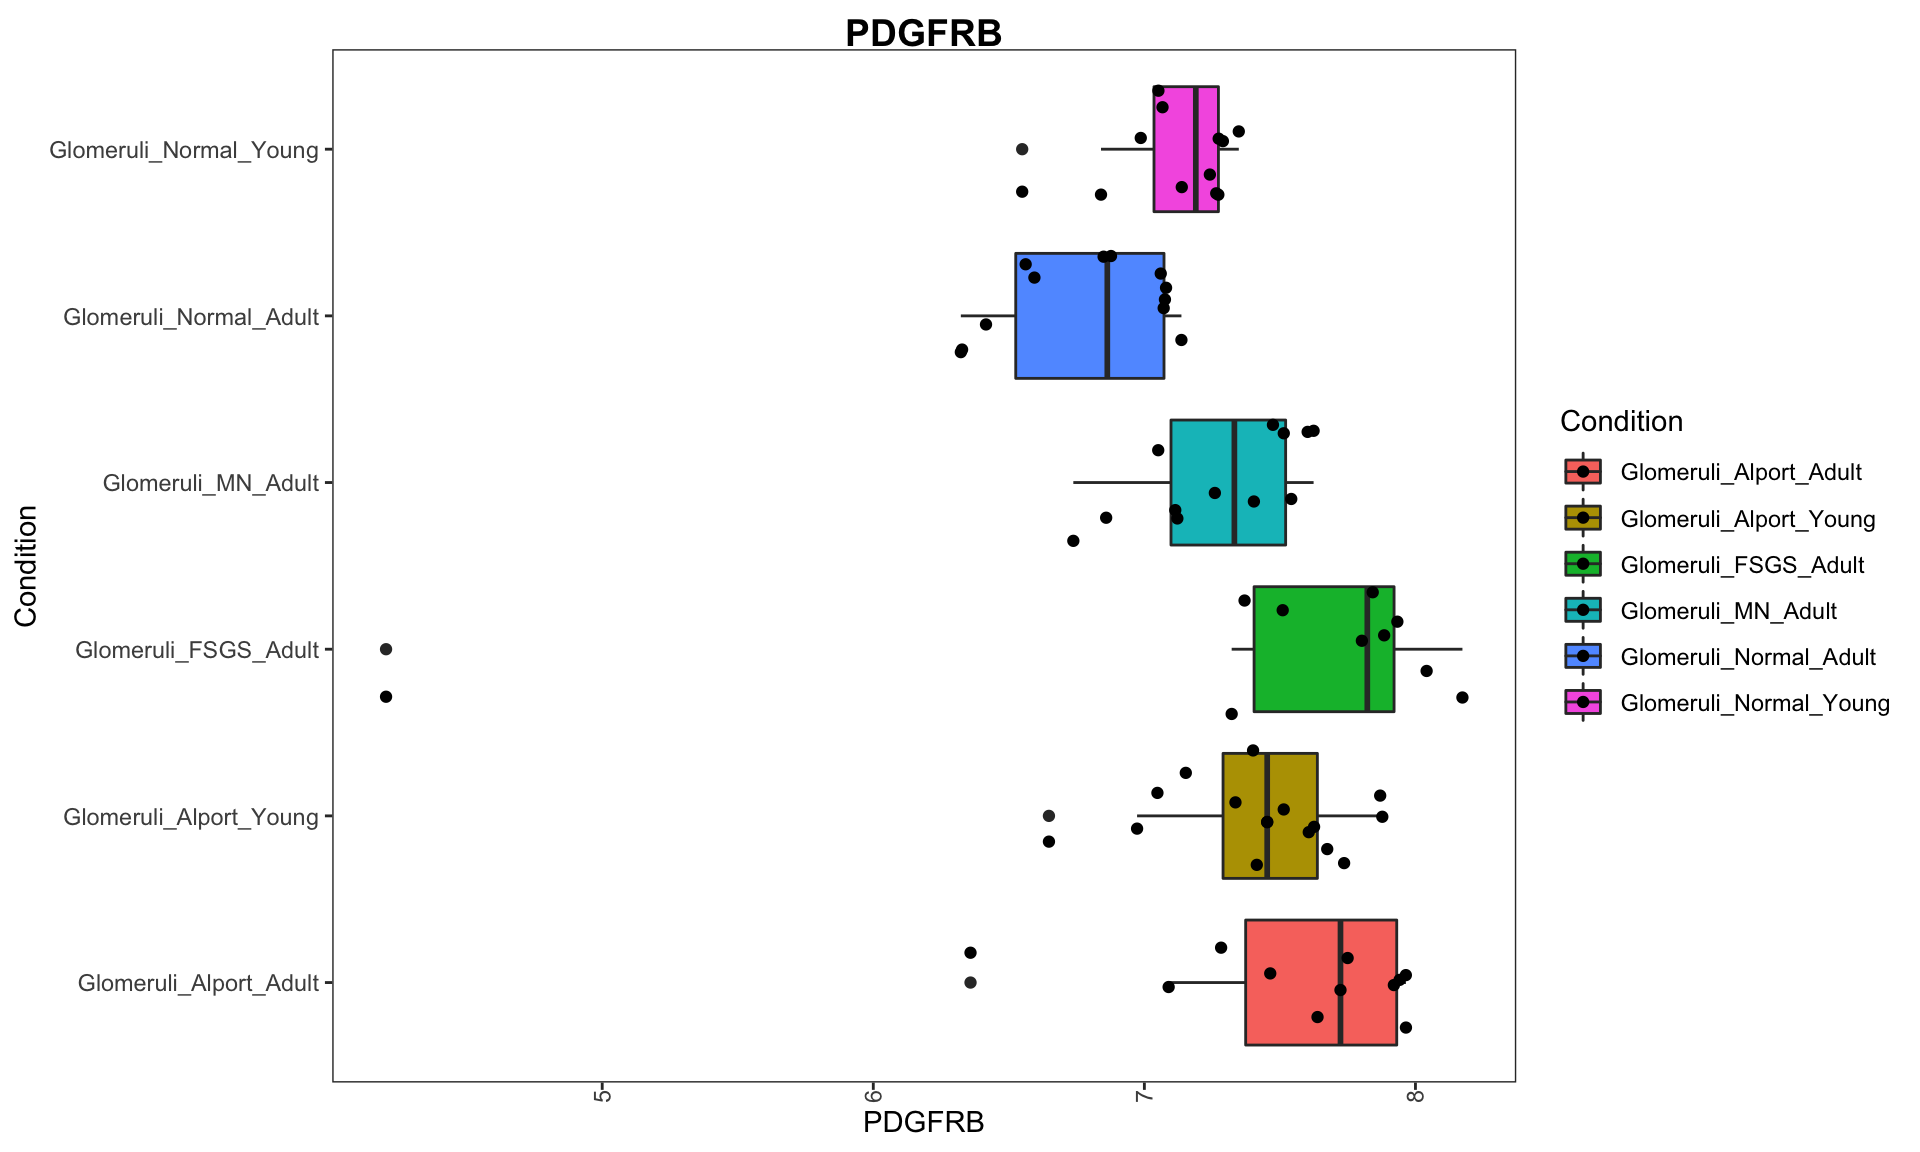 PDGFRB
Glomeruli_Normal_Young
Glomeruli_Normal_Adult
Glomeruli_MN_Adult
Glomeruli_FSGS_Adult
Glomeruli_Alport_Young
Glomeruli_Alport_Adult
Condition
5
6
7
8
PDGFRB
Condition
Glomeruli_Alport_Adult
Glomeruli_Alport_Young
Glomeruli_FSGS_Adult
Glomeruli_MN_Adult
Glomeruli_Normal_Adult
Glomeruli_Normal_Young